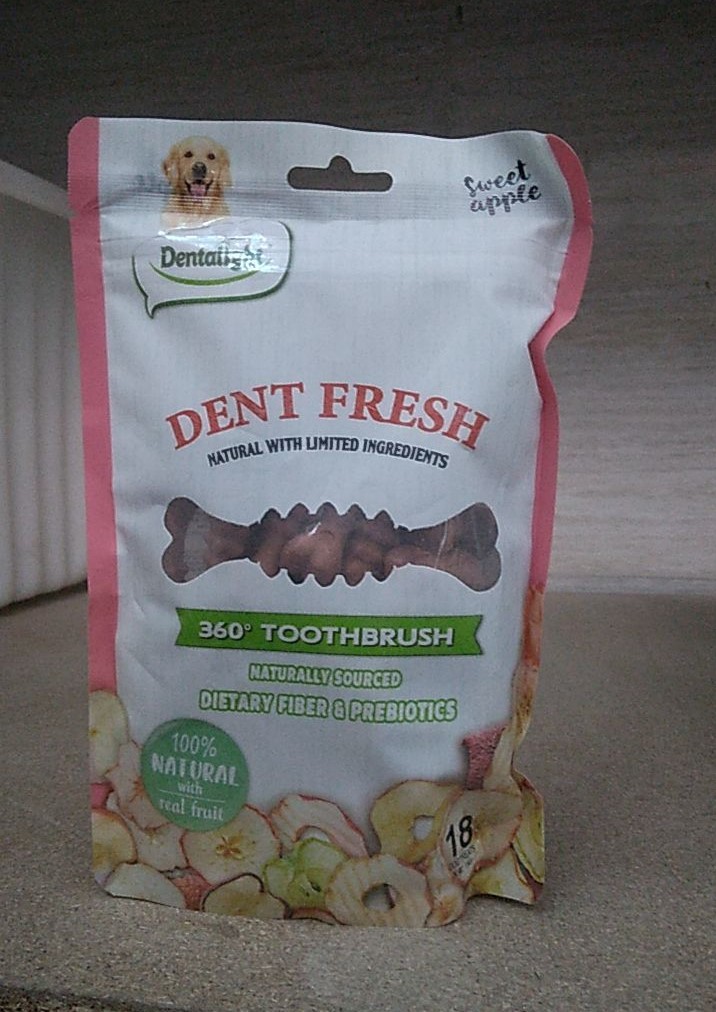 Sweet
apple
Dentalight
DENT FRESH
NATURAL WITH LIMITED INGREDIENTS
360° TOOTHBRUSH
NATURALLY SOURCED
DIETARY FIBER & PREBIOTICS
100%
NATURAL
with
real fruit
18